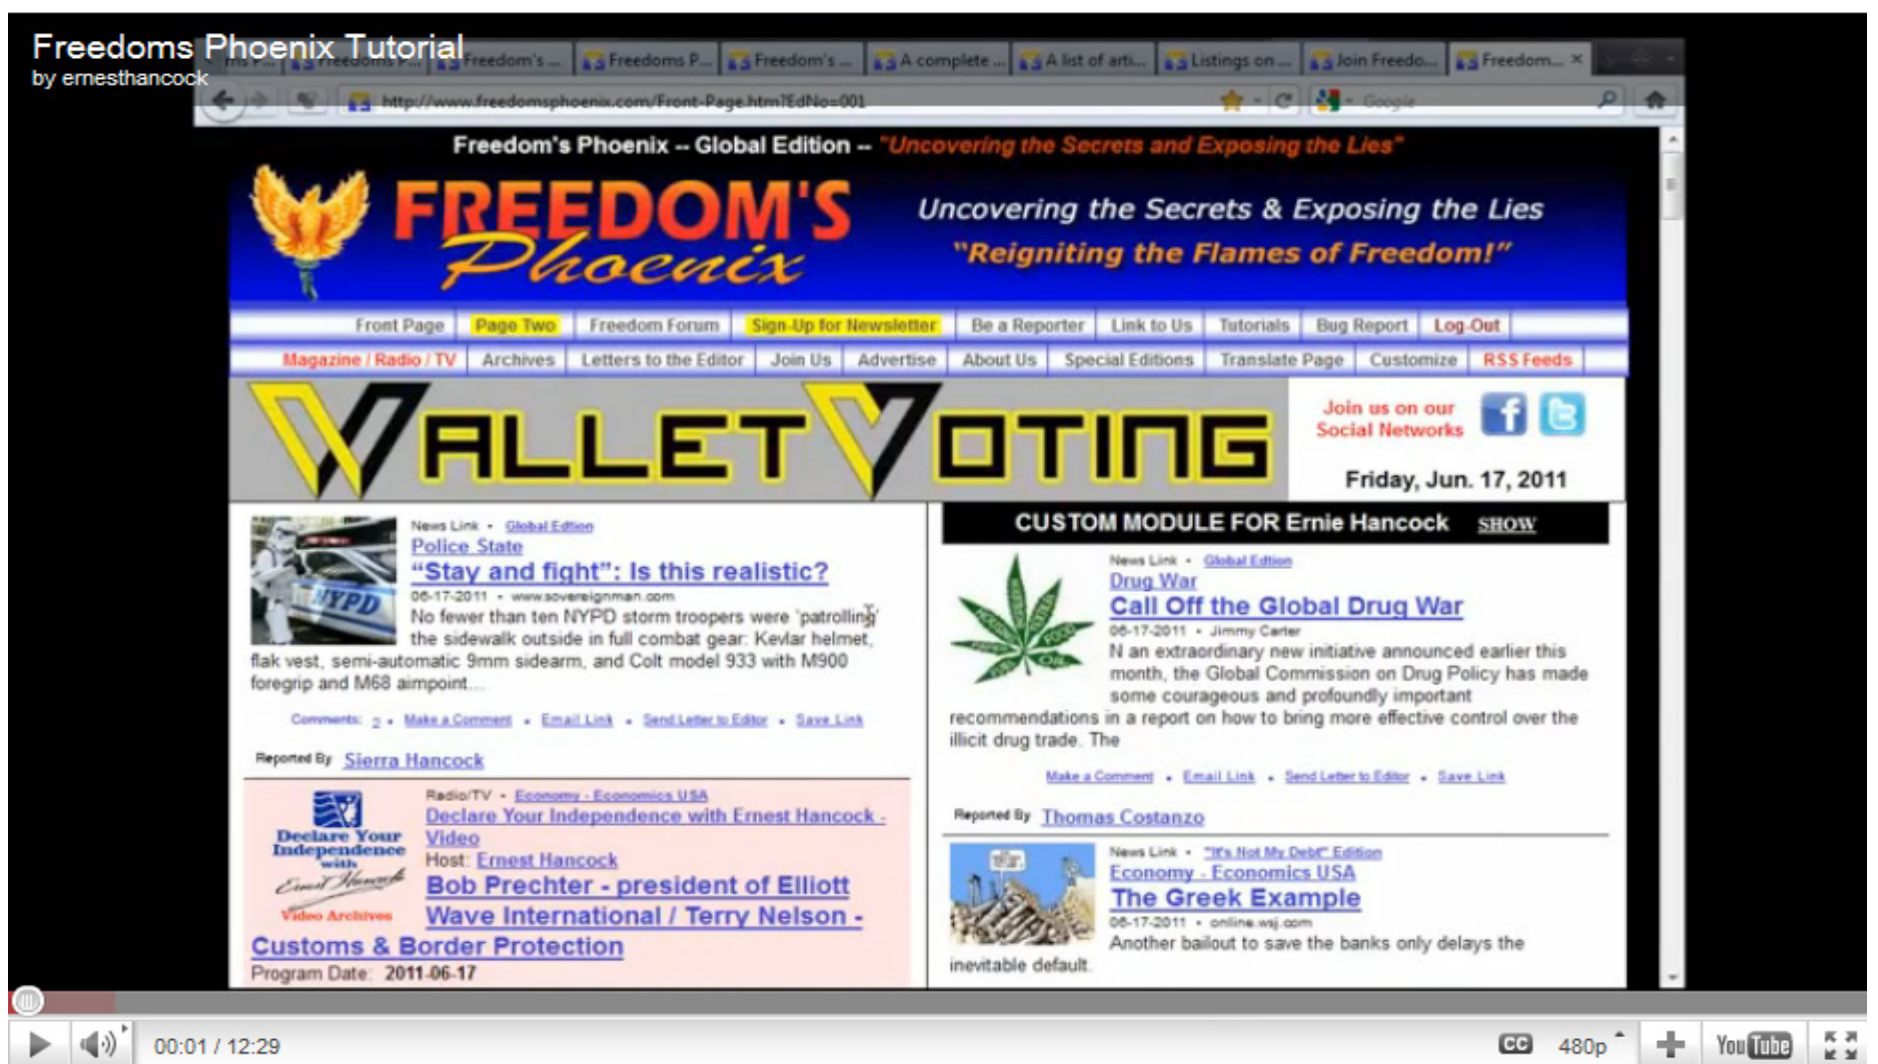 Freedoms Phoenix Tutorial
by ernesthancock
Freedom's ... Freedoms P... Freedom's ... A complete ... A list of arti... Listings on ... Join Freedo... Freedom...
http://www.freedomsphoenix.com/Front-Page.htm?EdNo=001
Google
Freedom's Phoenix -- Global Edition -- "Uncovering the Secrets and Exposing the Lies"
FREEDOM'S
Phoenix
Uncovering the Secrets & Exposing the Lies
"Reigniting the Flames of Freedom!"
Front Page Page Two Freedom Forum Sign-Up for Newsletter Be a Reporter Link to Us Tutorials Bug Report Log-Out
Magazine / Radio / TV Archives Letters to the Editor Join Us Advertise About Us Special Editions Translate Page Customize RSS Feeds
WALLET VOTING
Join us on our
Social Networks
Friday, Jun. 17, 2011
News Link • Global Edtion
Police State
"Stay and fight": Is this realistic?
06-17-2011 • www.sovereignman.com
No fewer than ten NYPD storm troopers were 'patrolling'
the sidewalk outside in full combat gear: Kevlar helmet,
flak vest, semi-automatic 9mm sidearm, and Colt model 933 with M900
foregrip and M68 aimpoint...
NYPD
Comments: 2 • Make a Comment • Email Link • Send Letter to Editor • Save Link
Reported By Sierra Hancock
Radio/TV • Economy - Economics USA
Declare Your Independence with Ernest Hancock -
Video
Host: Ernest Hancock
Bob Prechter - president of Elliott
Wave International / Terry Nelson -
Customs & Border Protection
Program Date: 2011-06-17
Declare Your
Independence
with
Ernest Hancock
Video Archives
CUSTOM MODULE FOR Ernie Hancock SHOW
News Link • Global Edtion
Drug War
Call Off the Global Drug War
06-17-2011 • Jimmy Carter
N an extraordinary new initiative announced earlier this
month, the Global Commission on Drug Policy has made
some courageous and profoundly important
recommendations in a report on how to bring more effective control over the
illicit drug trade. The
Make a Comment • Email Link • Send Letter to Editor • Save Link
Reported By Thomas Costanzo
News Link • "It's Not My Debt" Edition
Economy - Economics USA
The Greek Example
06-17-2011 • online.wsj.com
Another bailout to save the banks only delays the
inevitable default.
00:01 / 12:29
CC 480p YouTube